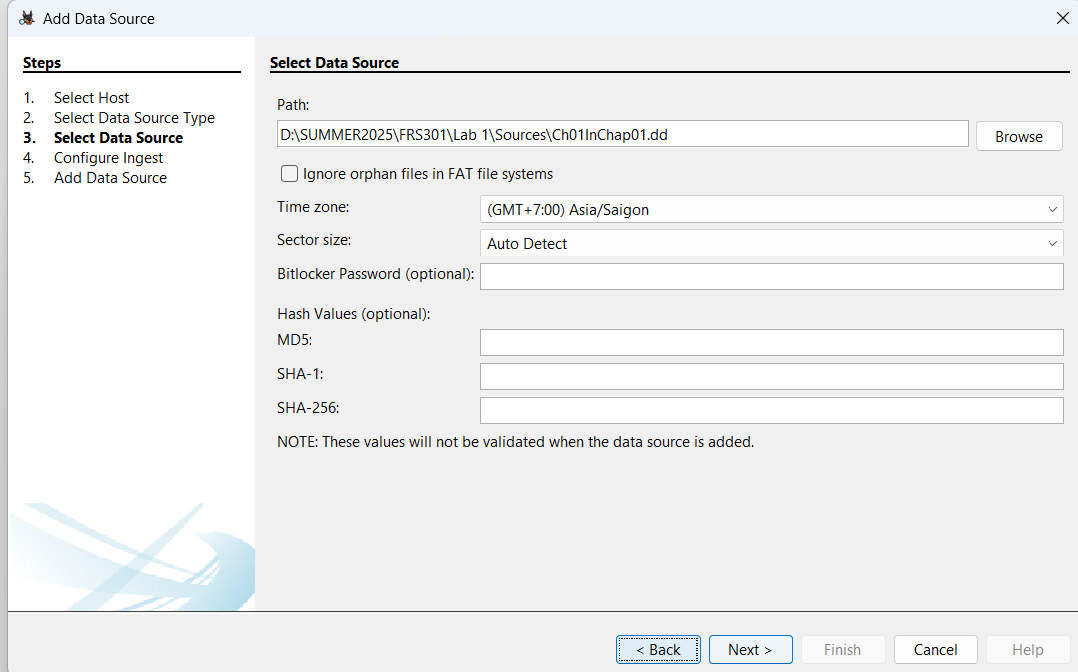 Add Data Source
Steps
1. Select Host
2. Select Data Source Type
3. Select Data Source
4. Configure Ingest
5. Add Data Source
Select Data Source
Path:
D:\SUMMER2025\FRS301\Lab 1\Sources\Ch01InChap01.dd
Browse
Ignore orphan files in FAT file systems
Time zone: (GMT+7:00) Asia/Saigon
Sector size: Auto Detect
Bitlocker Password (optional):
Hash Values (optional):
MD5:
SHA-1:
SHA-256:
NOTE: These values will not be validated when the data source is added.
< Back Next > Finish Cancel Help